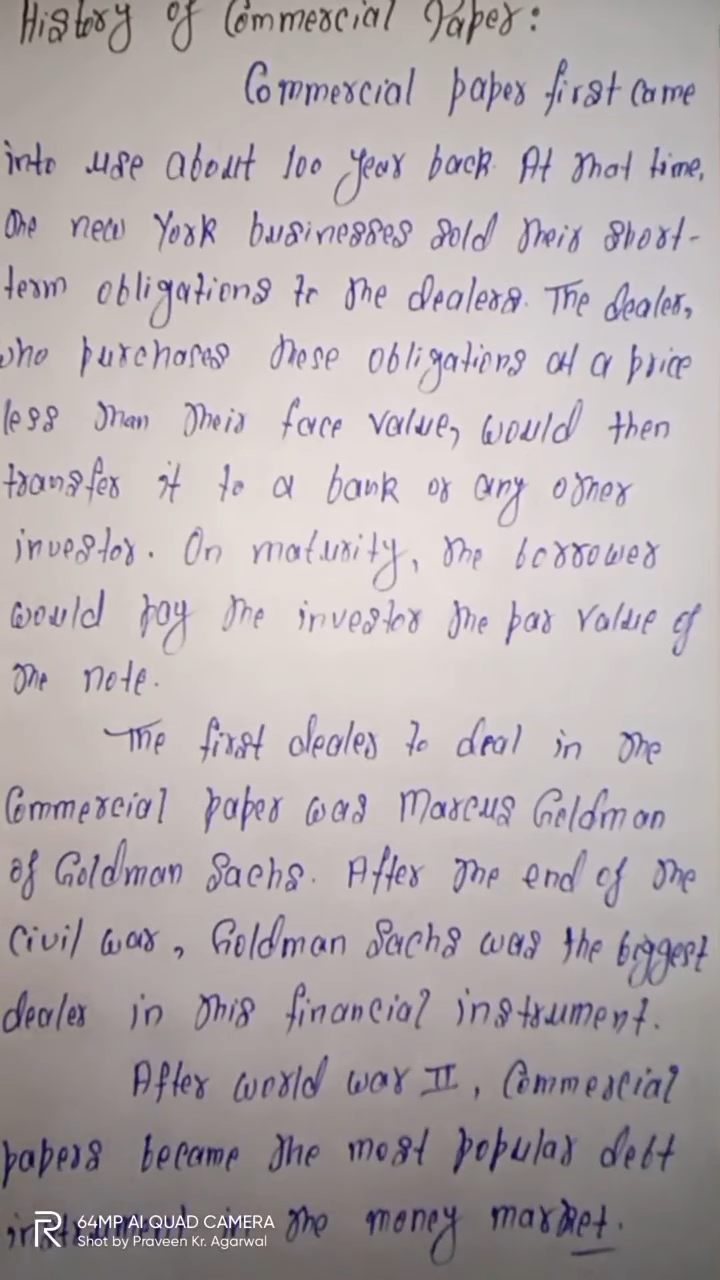 History of Commercial Paper:
Commercial paper first came
into use about 100 year back. At that time,
the new York businesses sold their short-
term obligations to the dealers. The dealer,
who purchases these obligations at a price
less than their face value, would then
transfer it to a bank or any other
investor. On maturity, the borrower
would pay the investor the par value of
the note.
The first dealer to deal in the
Commercial paper was Marcus Goldman
of Goldman Sachs. After the end of the
Civil war, Goldman Sachs was the biggest
dealer in this financial instrument.
After world war II, Commercial
papers became the most popular debt
instrument in the money market.
64MP AI QUAD CAMERA
Shot by Praveen Kr. Agarwal